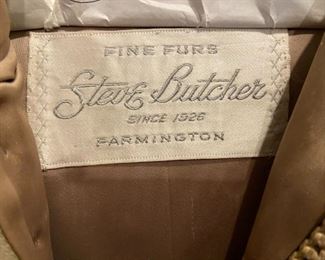 FINE FURS
Steve Butcher
SINCE 1926
FARMINGTON